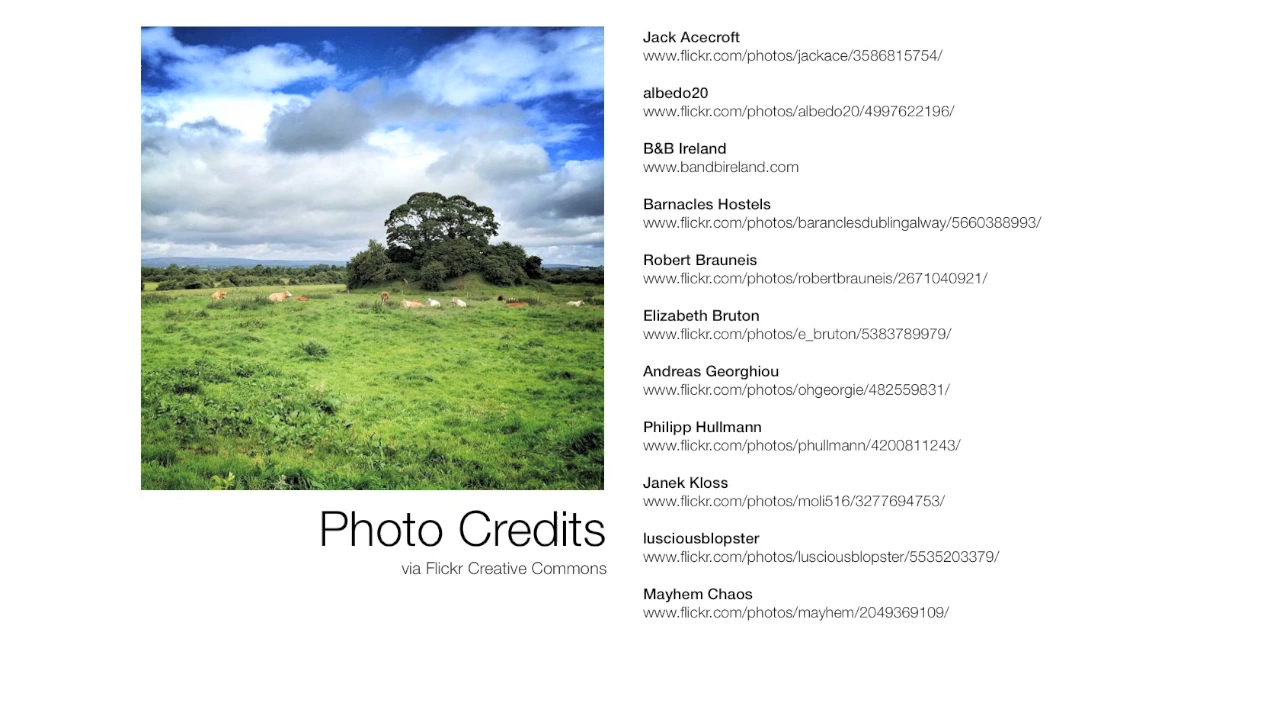 Photo Credits
via Flickr Creative Commons
Jack Acecroft
www.flickr.com/photos/jackace/3586815754/
albedo20
www.flickr.com/photos/albedo20/4997622196/
B&B Ireland
www.bandbireland.com
Barnacles Hostels
www.flickr.com/photos/baranclesdublingalway/5660388993/
Robert Brauneis
www.flickr.com/photos/robertbrauneis/2671040921/
Elizabeth Bruton
www.flickr.com/photos/e_bruton/5383789979/
Andreas Georghiou
www.flickr.com/photos/ohgeorgie/482559831/
Philipp Hullmann
www.flickr.com/photos/phullmann/4200811243/
Janek Kloss
www.flickr.com/photos/moli516/3277694753/
lusciousblopster
www.flickr.com/photos/lusciousblopster/5535203379/
Mayhem Chaos
www.flickr.com/photos/mayhem/2049369109/